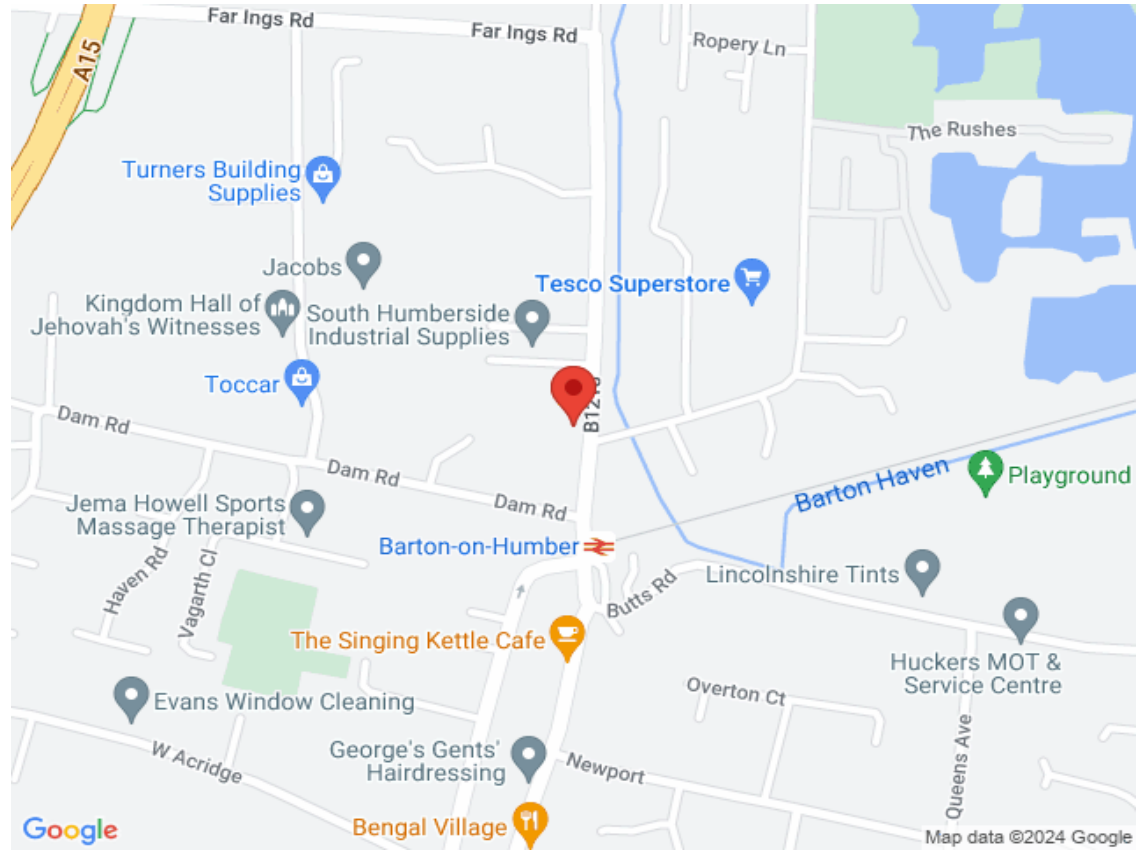 Far Ings Rd
Far Ings Rd
Ropery Ln
A15
The Rushes
Turners Building
Supplies
Jacobs
Tesco Superstore
Kingdom Hall of
Jehovah's Witnesses
South Humberside
Industrial Supplies
Toccar
Dam Rd
Dam Rd
Dam Rd
Barton Haven
Playground
Jema Howell Sports
Massage Therapist
Barton-on-Humber
Haven Rd
Vagarth Cl
Butts Rd
Lincolnshire Tints
The Singing Kettle Cafe
Huckers MOT &
Service Centre
Evans Window Cleaning
Overton Ct
W Acridge
George's Gents'
Hairdressing
Newport
Queens Ave
Bengal Village
Google
Map data ©2024 Google